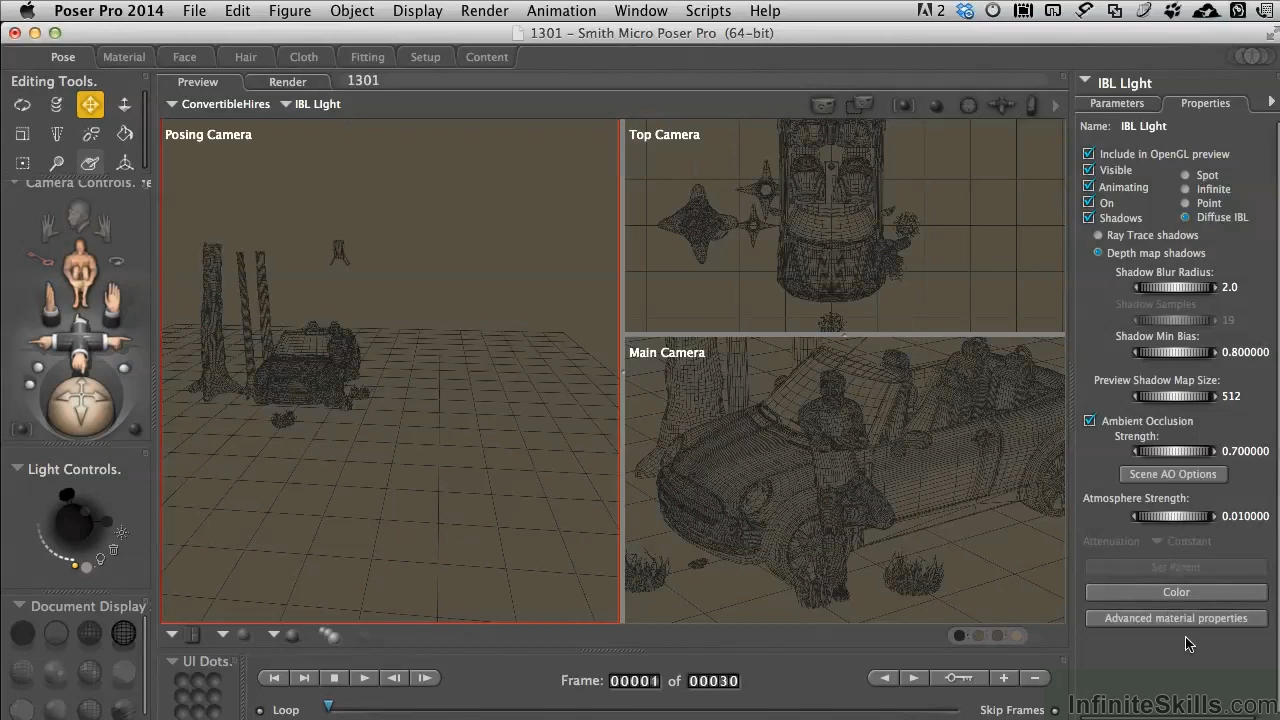 Poser Pro 2014 File Edit Figure Object Display Render Animation Window Scripts Help 2
1301 - Smith Micro Poser Pro (64-bit)
Pose Material Face Hair Cloth Fitting Setup Content
IBL LIght
Editing Tools. Preview Render 1301
Parameters Properties
ConvertibleHires IBL LIght
Name: IBL LIght
Posing Camera Top Camera
Include in OpenGL preview
Visible Spot
Camera Controls.
Animating Infinite
On Point
Shadows Diffuse IBL
Ray Trace shadows
Depth map shadows
Shadow Blur Radius:
2.0
Shadow Samples
19
Shadow Min Bias:
Main Camera 0.800000
Preview Shadow Map Size:
512
Ambient Occlusion
Strength:
0.700000
Light Controls.
Scene AO Options
Atmosphere Strength:
0.010000
Attenuation Constant
Set Parent
Color
Document Display
Advanced material properties
UI Dots.
Frame: 00001 of 00030
Loop Skip Frames
InfiniteSkills.com